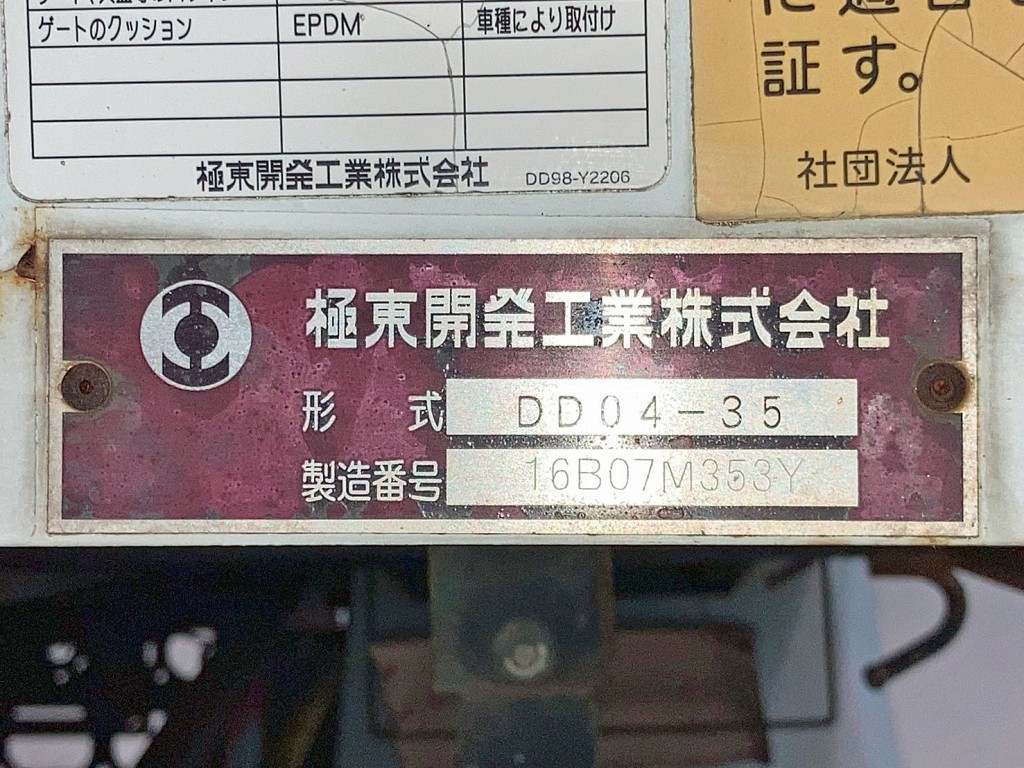 ゲートのクッション EPDM 車種により取付け
極東開発工業株式会社 DD98-Y2206
証す。
社団法人
極東開発工業株式会社
形式 DD04-35
製造番号 16B07M353Y